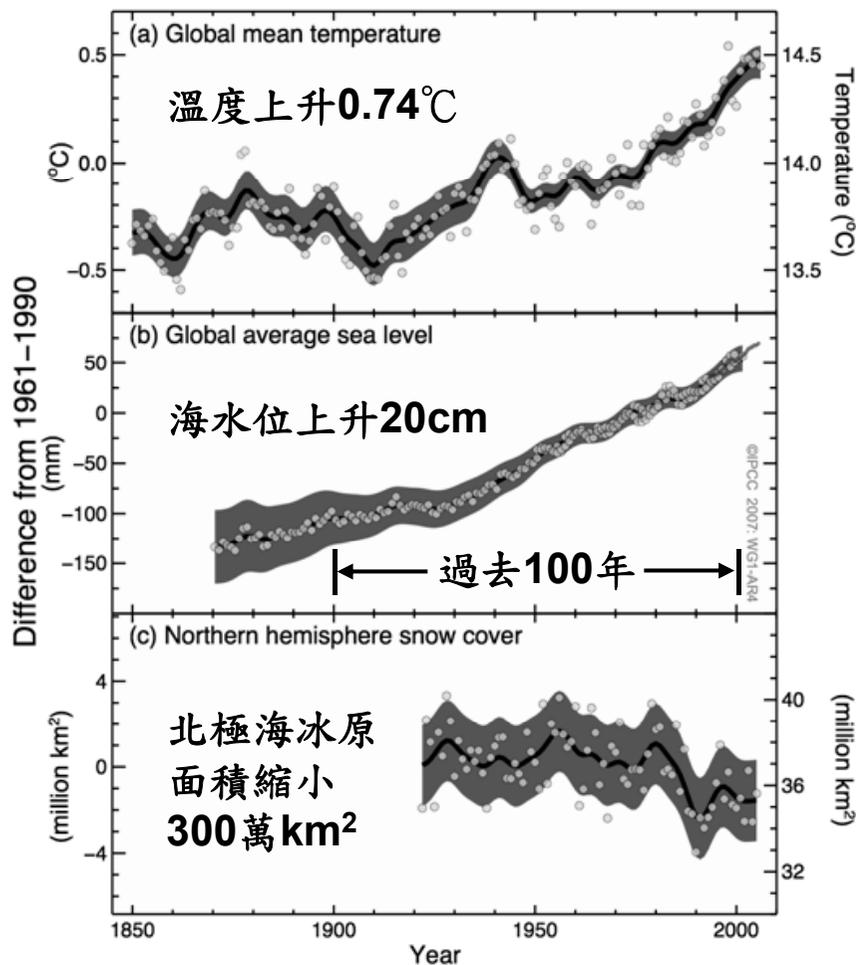 (a) Global mean temperature
溫度上升0.74℃
0.5
0.0
−0.5
(ºC)
14.5
14.0
13.5
Temperature (ºC)
Difference from 1961−1990
(b) Global average sea level
海水位上升20cm
50
0
−50
−100
−150
(mm)
過去100年
©IPCC 2007: WG1-AR4
(c) Northern hemisphere snow cover
北極海冰原
面積縮小
300萬km²
4
0
−4
(million km²)
40
36
32
(million km²)
1850
1900
1950
2000
Year